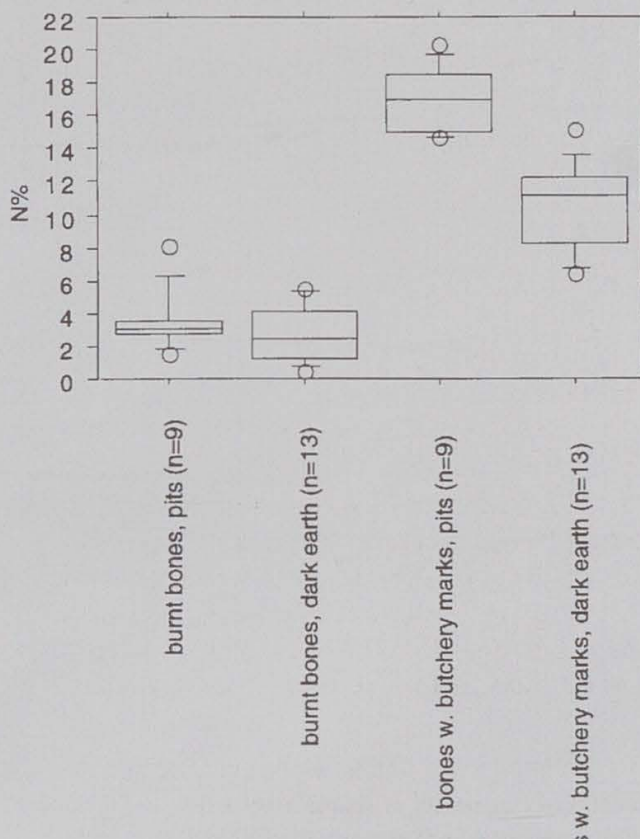 22
20
18
16
14
12
10
8
6
4
2
0
N%
burnt bones, pits (n=9)
burnt bones, dark earth (n=13)
bones w. butchery marks, pits (n=9)
w. butchery marks, dark earth (n=13)